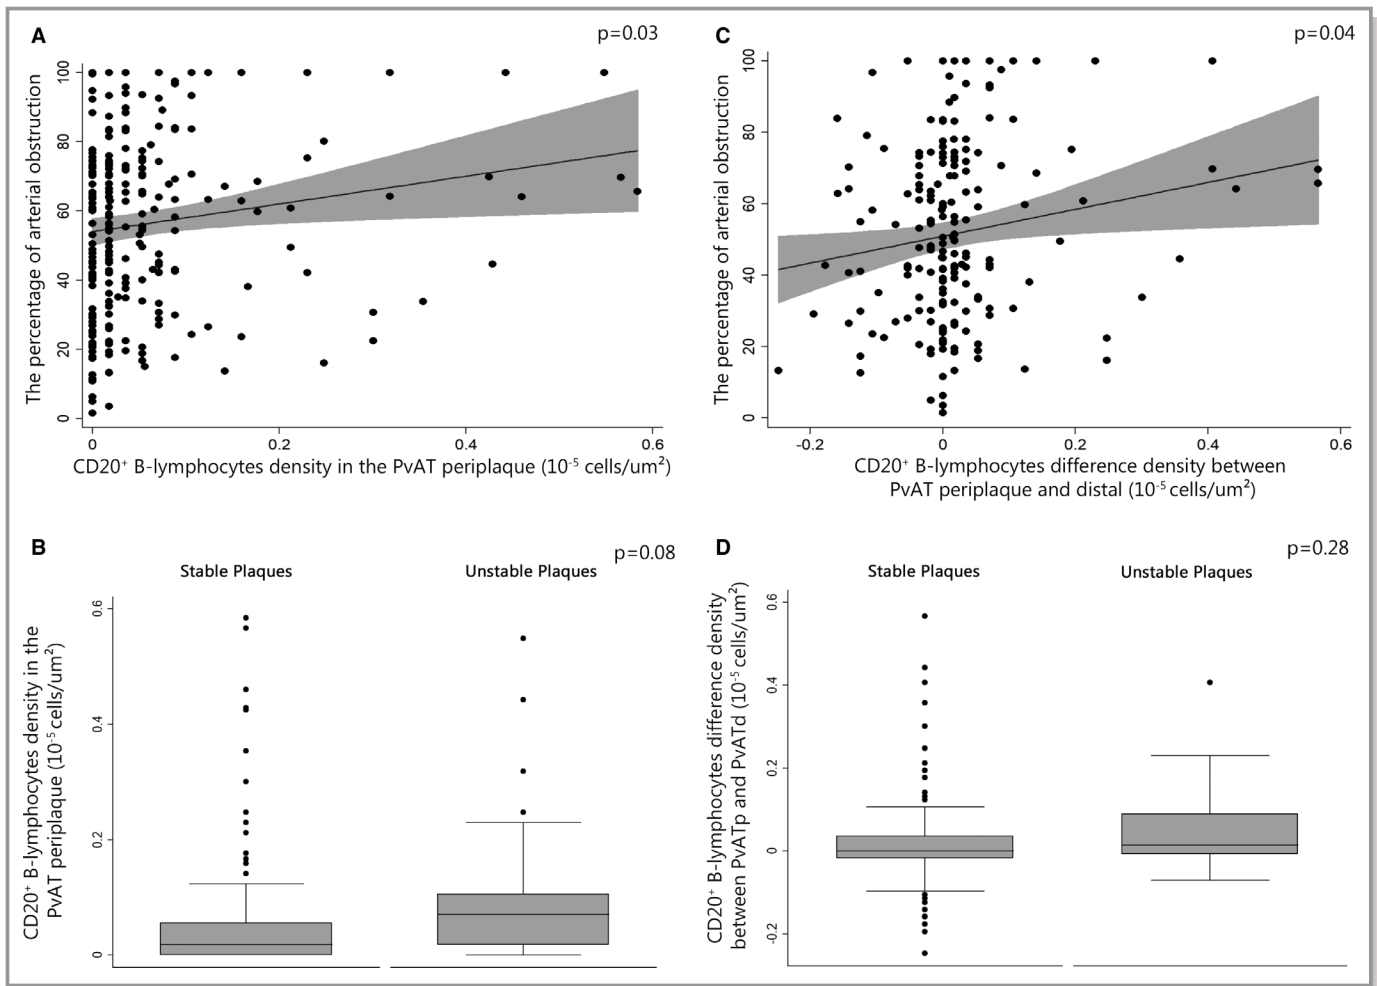 A
p=0.03
The percentage of arterial obstruction
100
80
60
40
20
0
0
0.2
0.4
0.6
CD20⁺ B-lymphocytes density in the PvAT periplaque (10⁻⁵ cells/um²)
C
p=0.04
The percentage of arterial obstruction
100
80
60
40
20
0
-0.2
0
0.2
0.4
0.6
CD20⁺ B-lymphocytes difference density between
PvAT periplaque and distal (10⁻⁵ cells/um²)
B
p=0.08
Stable Plaques
Unstable Plaques
CD20⁺ B-lymphocytes density in the
PvAT periplaque (10⁻⁵ cells/um²)
0.6
0.4
0.2
0
D
p=0.28
Stable Plaques
Unstable Plaques
CD20⁺ B-lymphocytes difference density
between PvATp and PvATd (10⁻⁵ cells/um²)
0.6
0.4
0.2
0
-0.2